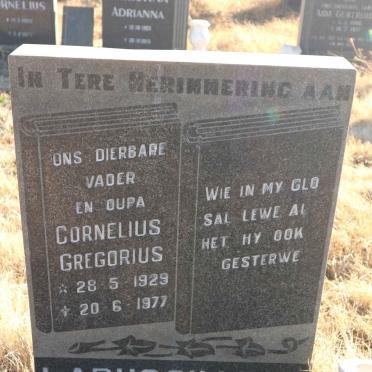 ORNELIUS
ADRIANNA
IN TERE HERINNERING AAN
ONS DIERBARE
VADER
EN OUPA
CORNELIUS
GREGORIUS
* 28·5·1929
+ 20·6·1977
WIE IN MY GLO
SAL LEWE AL
HET HY OOK
GESTERWE